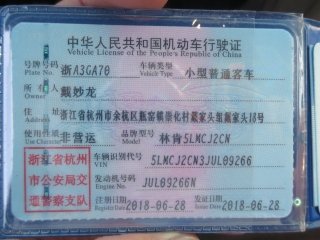 中华人民共和国机动车行驶证
Vehicle License of the People's Republic of China
号牌号码 浙A3GA70 车辆类型 小型普通客车
Plate No. Vehicle Type
所有人 戴妙龙
Owner
住址 浙江省杭州市余杭区瓶窑镇崇化村戴家头组戴家头18号
Address
使用性质 非营运 品牌型号 林肯5LMCJ2CN
Use Character Model
浙江省杭州市公安局交通警察支队
车辆识别代号 5LMCJ2CN3JUL09266
VIN
发动机号码 JUL09266N
Engine No.
注册日期 2018-06-28 发证日期 2018-06-28
Register Date Issue Date